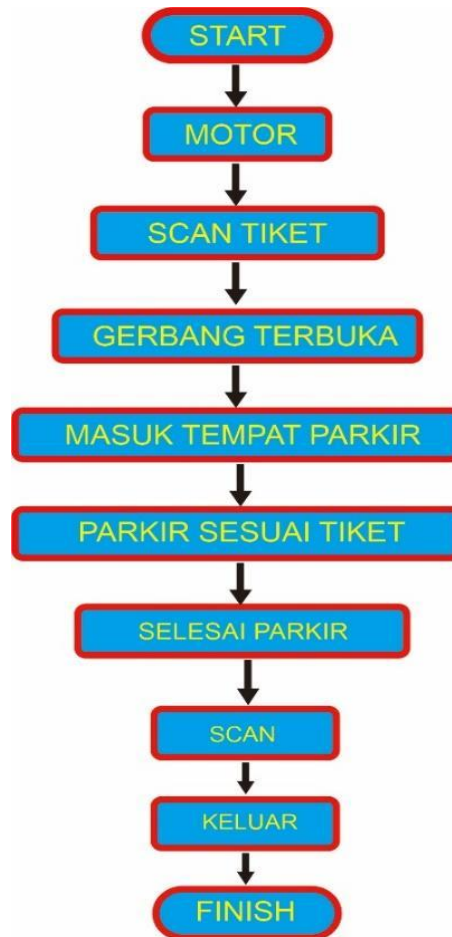 START
MOTOR
SCAN TIKET
GERBANG TERBUKA
MASUK TEMPAT PARKIR
PARKIR SESUAI TIKET
SELESAI PARKIR
SCAN
KELUAR
FINISH